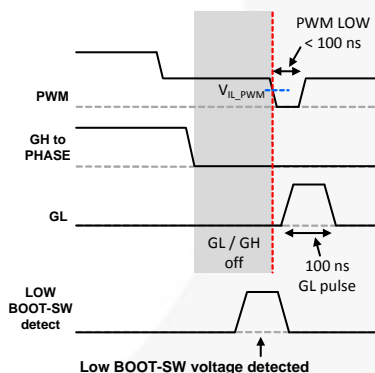 PWM LOW
< 100 ns
PWM
VIL_PWM
GH to
PHASE
GL
GL / GH
off
100 ns
GL pulse
LOW
BOOT-SW
detect
Low BOOT-SW voltage detected